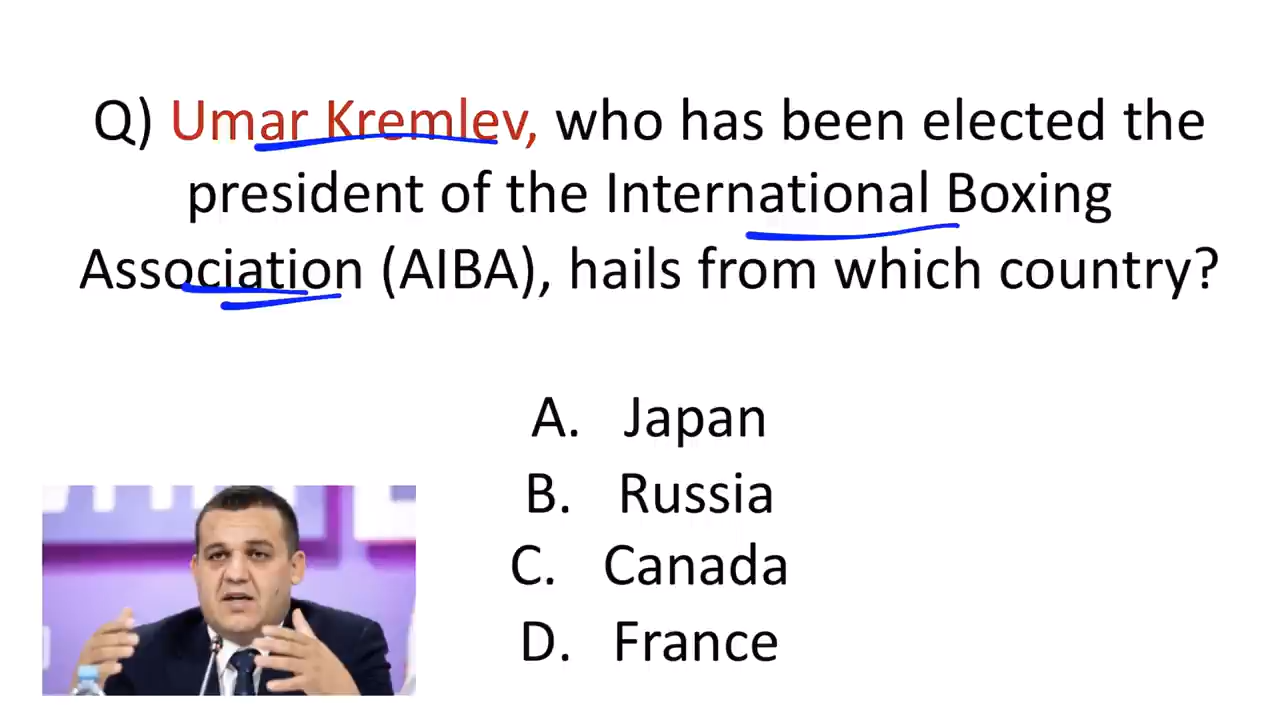 Q) Umar Kremlev, who has been elected the
president of the International Boxing
Association (AIBA), hails from which country?
A. Japan
B. Russia
C. Canada
D. France